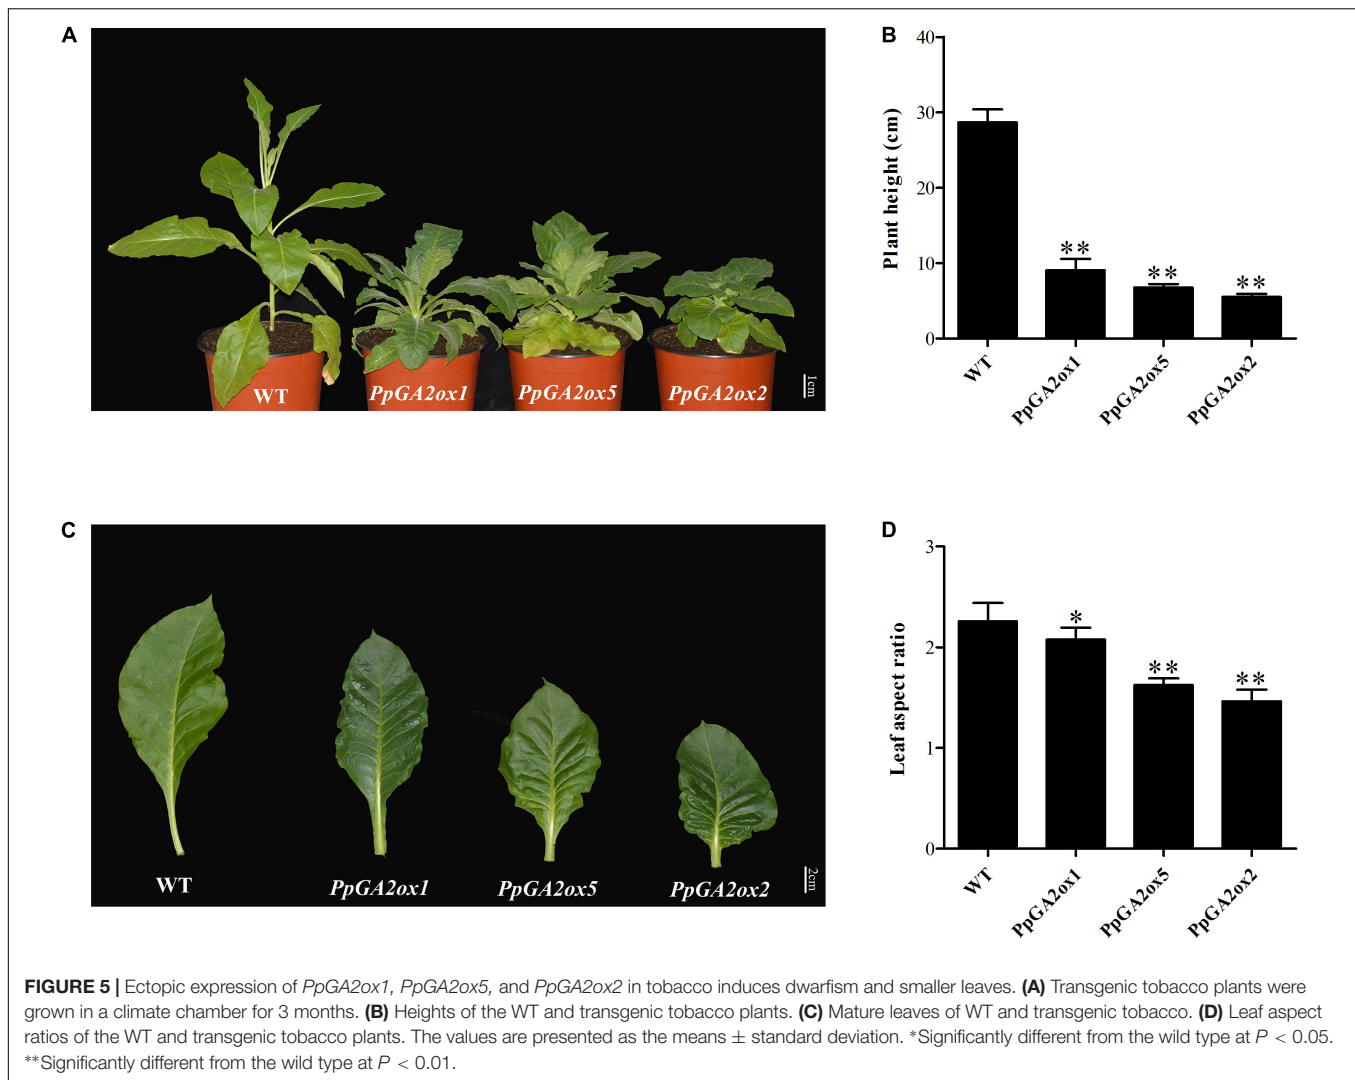 A
WT
PpGA2ox1
PpGA2ox5
PpGA2ox2
1cm
B
Plant height (cm)
40
30
20
10
0
**
**
**
WT
PpGA2ox1
PpGA2ox5
PpGA2ox2
C
WT
PpGA2ox1
PpGA2ox5
PpGA2ox2
2cm
D
Leaf aspect ratio
3
2
1
0
*
**
**
WT
PpGA2ox1
PpGA2ox5
PpGA2ox2
FIGURE 5 | Ectopic expression of PpGA2ox1, PpGA2ox5, and PpGA2ox2 in tobacco induces dwarfism and smaller leaves. (A) Transgenic tobacco plants were
grown in a climate chamber for 3 months. (B) Heights of the WT and transgenic tobacco plants. (C) Mature leaves of WT and transgenic tobacco. (D) Leaf aspect
ratios of the WT and transgenic tobacco plants. The values are presented as the means ± standard deviation. *Significantly different from the wild type at P < 0.05.
**Significantly different from the wild type at P < 0.01.